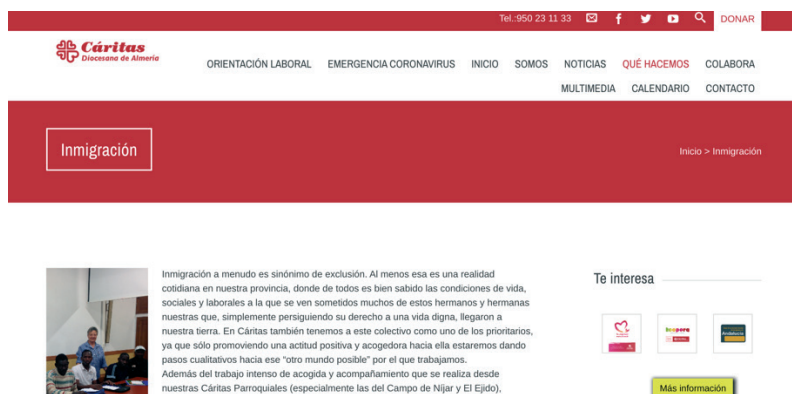 Tel.:950 23 11 33
DONAR
Cáritas
Diocesana de Almería
ORIENTACIÓN LABORAL EMERGENCIA CORONAVIRUS INICIO SOMOS NOTICIAS QUÉ HACEMOS COLABORA
MULTIMEDIA CALENDARIO CONTACTO
Inmigración
Inicio > Inmigración
Inmigración a menudo es sinónimo de exclusión. Al menos esa es una realidad
cotidiana en nuestra provincia, donde de todos es bien sabido las condiciones de vida,
sociales y laborales a la que se ven sometidos muchos de estos hermanos y hermanas
nuestras que, simplemente persiguiendo su derecho a una vida digna, llegaron a
nuestra tierra. En Cáritas también tenemos a este colectivo como uno de los prioritarios,
ya que sólo promoviendo una actitud positiva y acogedora hacia ella estaremos dando
pasos cualitativos hacia ese “otro mundo posible” por el que trabajamos.
Además del trabajo intenso de acogida y acompañamiento que se realiza desde
nuestras Cáritas Parroquiales (especialmente las del Campo de Níjar y El Ejido),
Te interesa
Más información